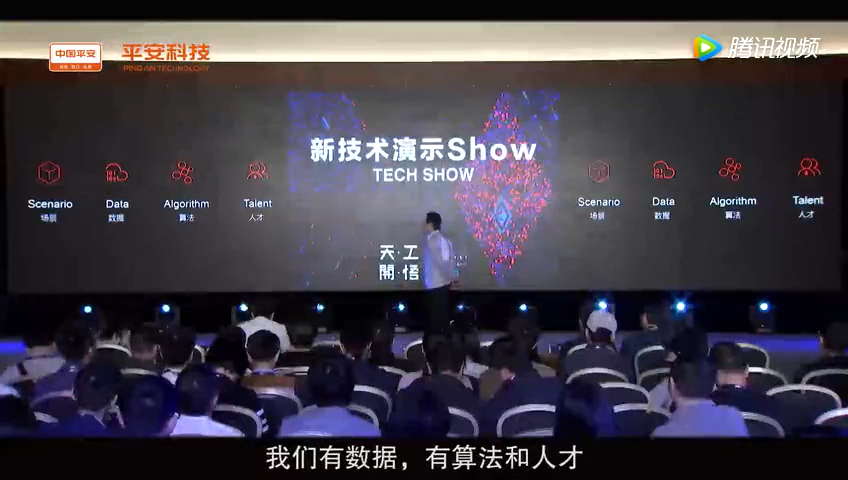 中国平安
平安科技
PING AN TECHNOLOGY
腾讯视频
新技术演示Show
TECH SHOW
Scenario
场景
Data
数据
Algorithm
算法
Talent
人才
Scenario
场景
Data
数据
Algorithm
算法
Talent
人才
天·工
開·悟
我们有数据，有算法和人才